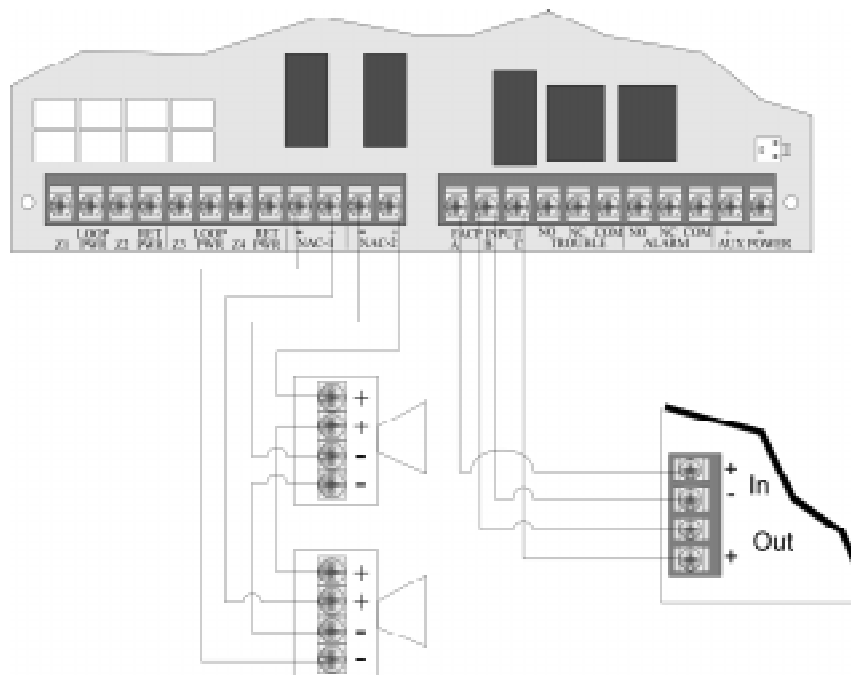 LOOP RET LOOP RET
Z1 PWR Z2 PWR Z3 PWR Z4 PWR NAC-1 NAC-2
FACP INPUT NO NC COM NO NC COM + -
A B C TROUBLE ALARM AUX POWER
+
+
-
-
+
- In
Out
+
+
+
-
-